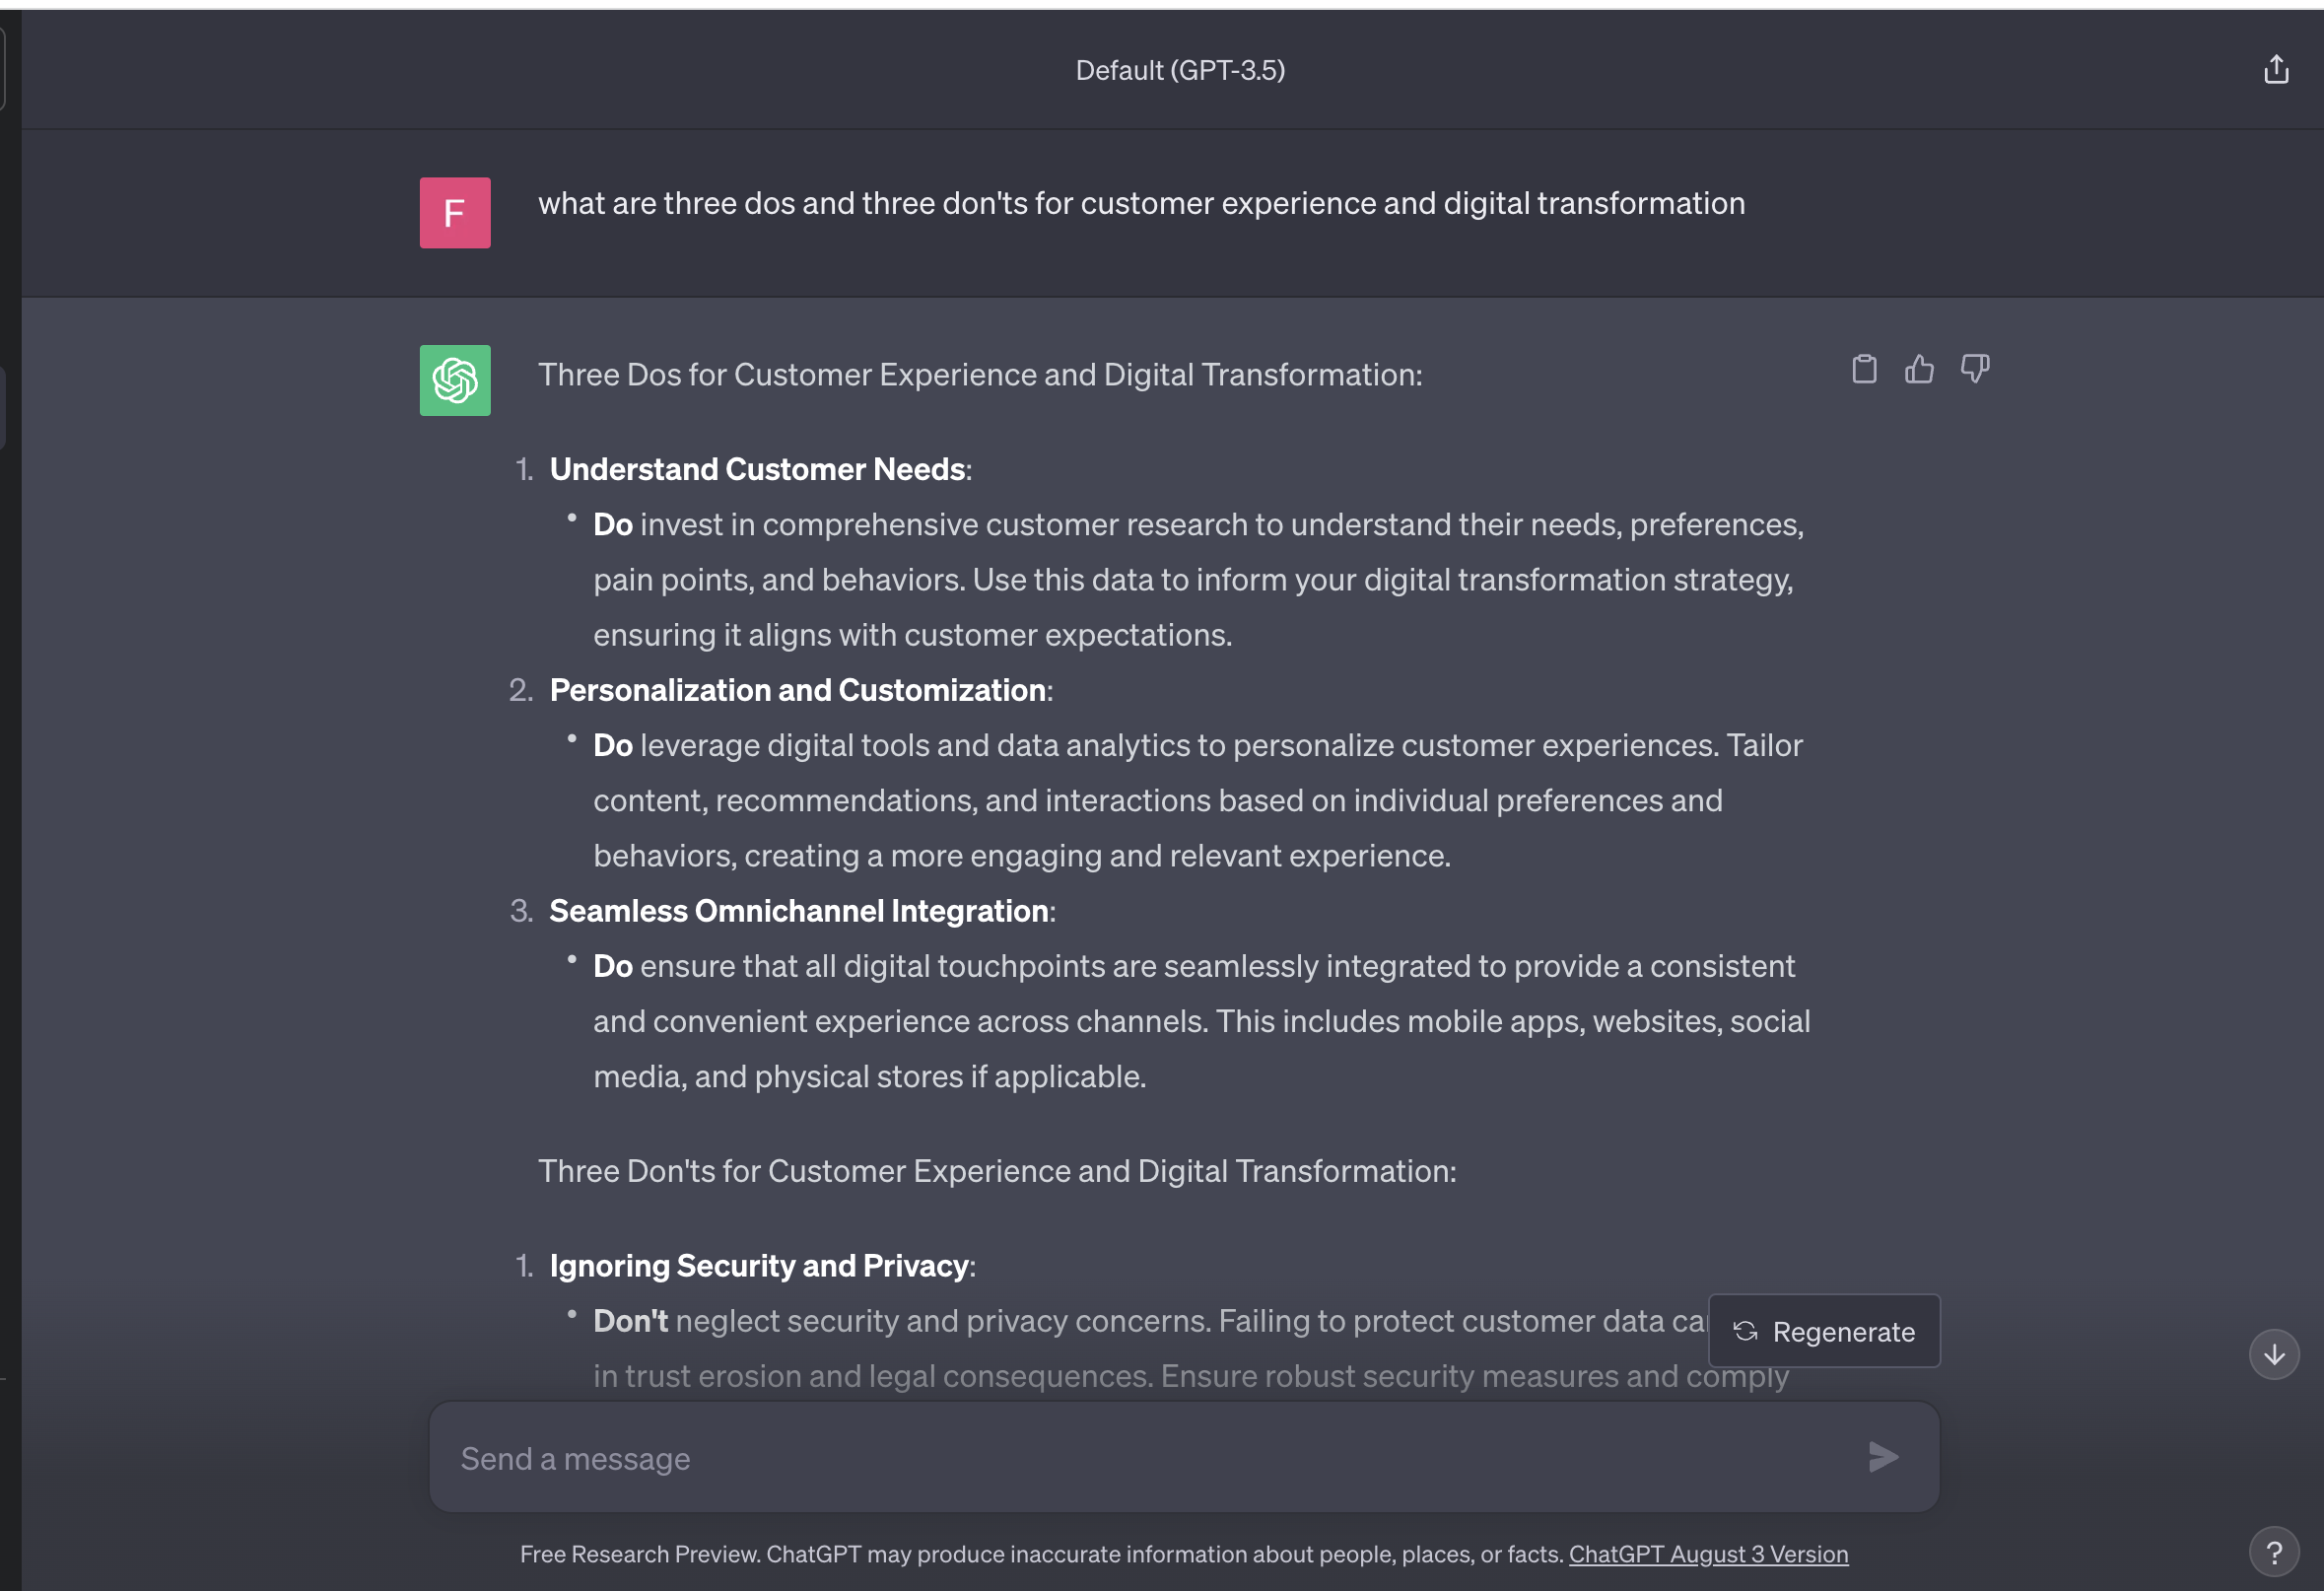 Default (GPT-3.5)
F
what are three dos and three don'ts for customer experience and digital transformation
Three Dos for Customer Experience and Digital Transformation:
1. Understand Customer Needs:
• Do invest in comprehensive customer research to understand their needs, preferences,
pain points, and behaviors. Use this data to inform your digital transformation strategy,
ensuring it aligns with customer expectations.
2. Personalization and Customization:
• Do leverage digital tools and data analytics to personalize customer experiences. Tailor
content, recommendations, and interactions based on individual preferences and
behaviors, creating a more engaging and relevant experience.
3. Seamless Omnichannel Integration:
• Do ensure that all digital touchpoints are seamlessly integrated to provide a consistent
and convenient experience across channels. This includes mobile apps, websites, social
media, and physical stores if applicable.
Three Don'ts for Customer Experience and Digital Transformation:
1. Ignoring Security and Privacy:
• Don't neglect security and privacy concerns. Failing to protect customer data
Regenerate
in trust erosion and legal consequences. Ensure robust security measures and comply
Send a message
Free Research Preview. ChatGPT may produce inaccurate information about people, places, or facts. ChatGPT August 3 Version
?